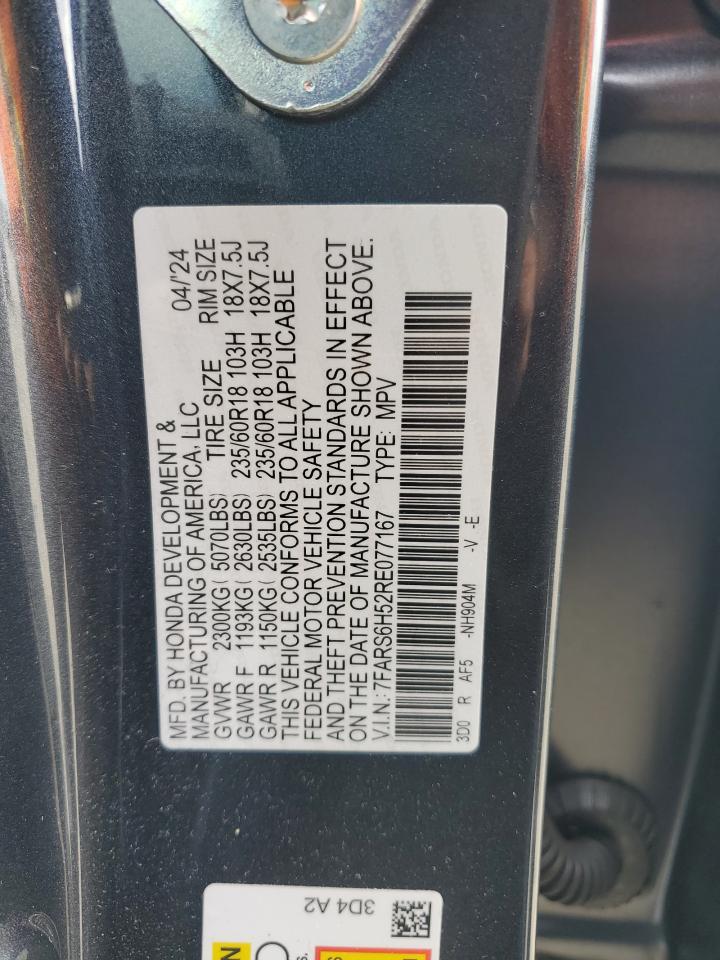 MFD. BY HONDA DEVELOPMENT &
MANUFACTURING OF AMERICA, LLC 04/'24
GVWR 2300KG( 5070LBS) TIRE SIZE RIM SIZE
GAWR F 1193KG( 2630LBS) 235/60R18 103H 18X7.5J
GAWR R 1150KG( 2535LBS) 235/60R18 103H 18X7.5J
THIS VEHICLE CONFORMS TO ALL APPLICABLE
FEDERAL MOTOR VEHICLE SAFETY
AND THEFT PREVENTION STANDARDS IN EFFECT
ON THE DATE OF MANUFACTURE SHOWN ABOVE.
V.I.N.: 7FARS6H52RE077167 TYPE: MPV
3D0 R AF5 -NH904M -V -E
3D4 A2